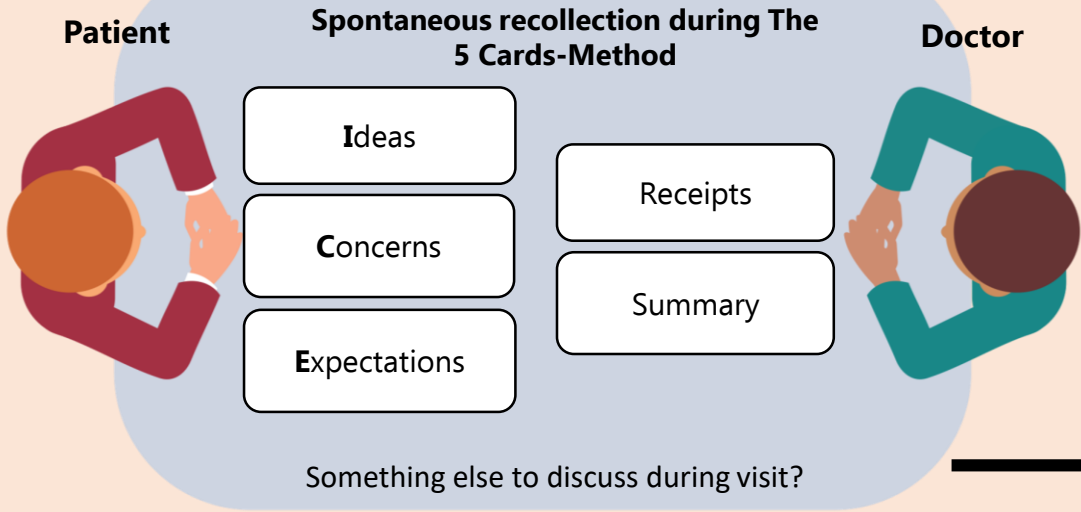 Patient
Spontaneous recollection during The
5 Cards-Method
Doctor
Ideas
Concerns
Expectations
Receipts
Summary
Something else to discuss during visit?